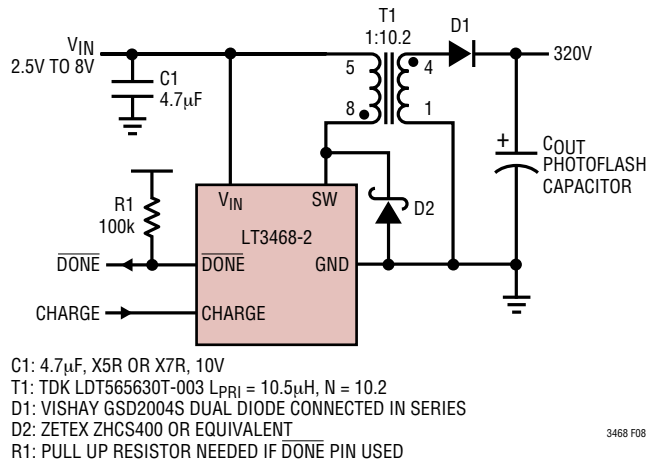 T1
1:10.2
D1
VIN
2.5V TO 8V
C1
4.7µF
5
4
8
1
320V
+
COUT
PHOTOFLASH
CAPACITOR
R1
100k
VIN
SW
D2
LT3468-2
DONE
DONE
GND
CHARGE
CHARGE
C1: 4.7µF, X5R OR X7R, 10V
T1: TDK LDT565630T-003 LPRI = 10.5µH, N = 10.2
D1: VISHAY GSD2004S DUAL DIODE CONNECTED IN SERIES
D2: ZETEX ZHCS400 OR EQUIVALENT
R1: PULL UP RESISTOR NEEDED IF DONE PIN USED
3468 F08